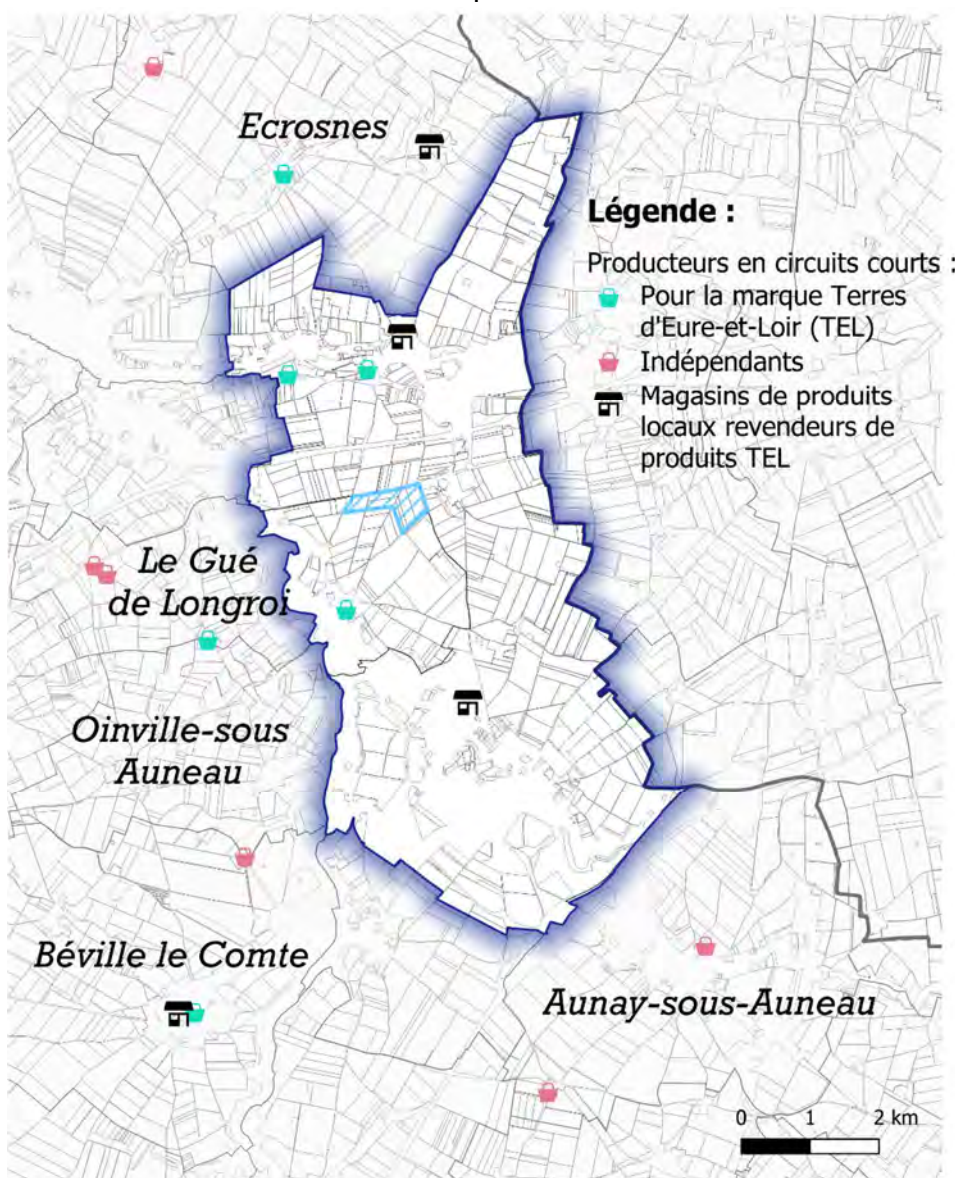 Ecrosnes
Légende :
Producteurs en circuits courts :
Pour la marque Terres
d'Eure-et-Loir (TEL)
Indépendants
Magasins de produits
locaux revendeurs de
produits TEL
Le Gué
de Longroi
Oinville-sous
Auneau
Béville le Comte
Aunay-sous-Auneau
0 1 2 km